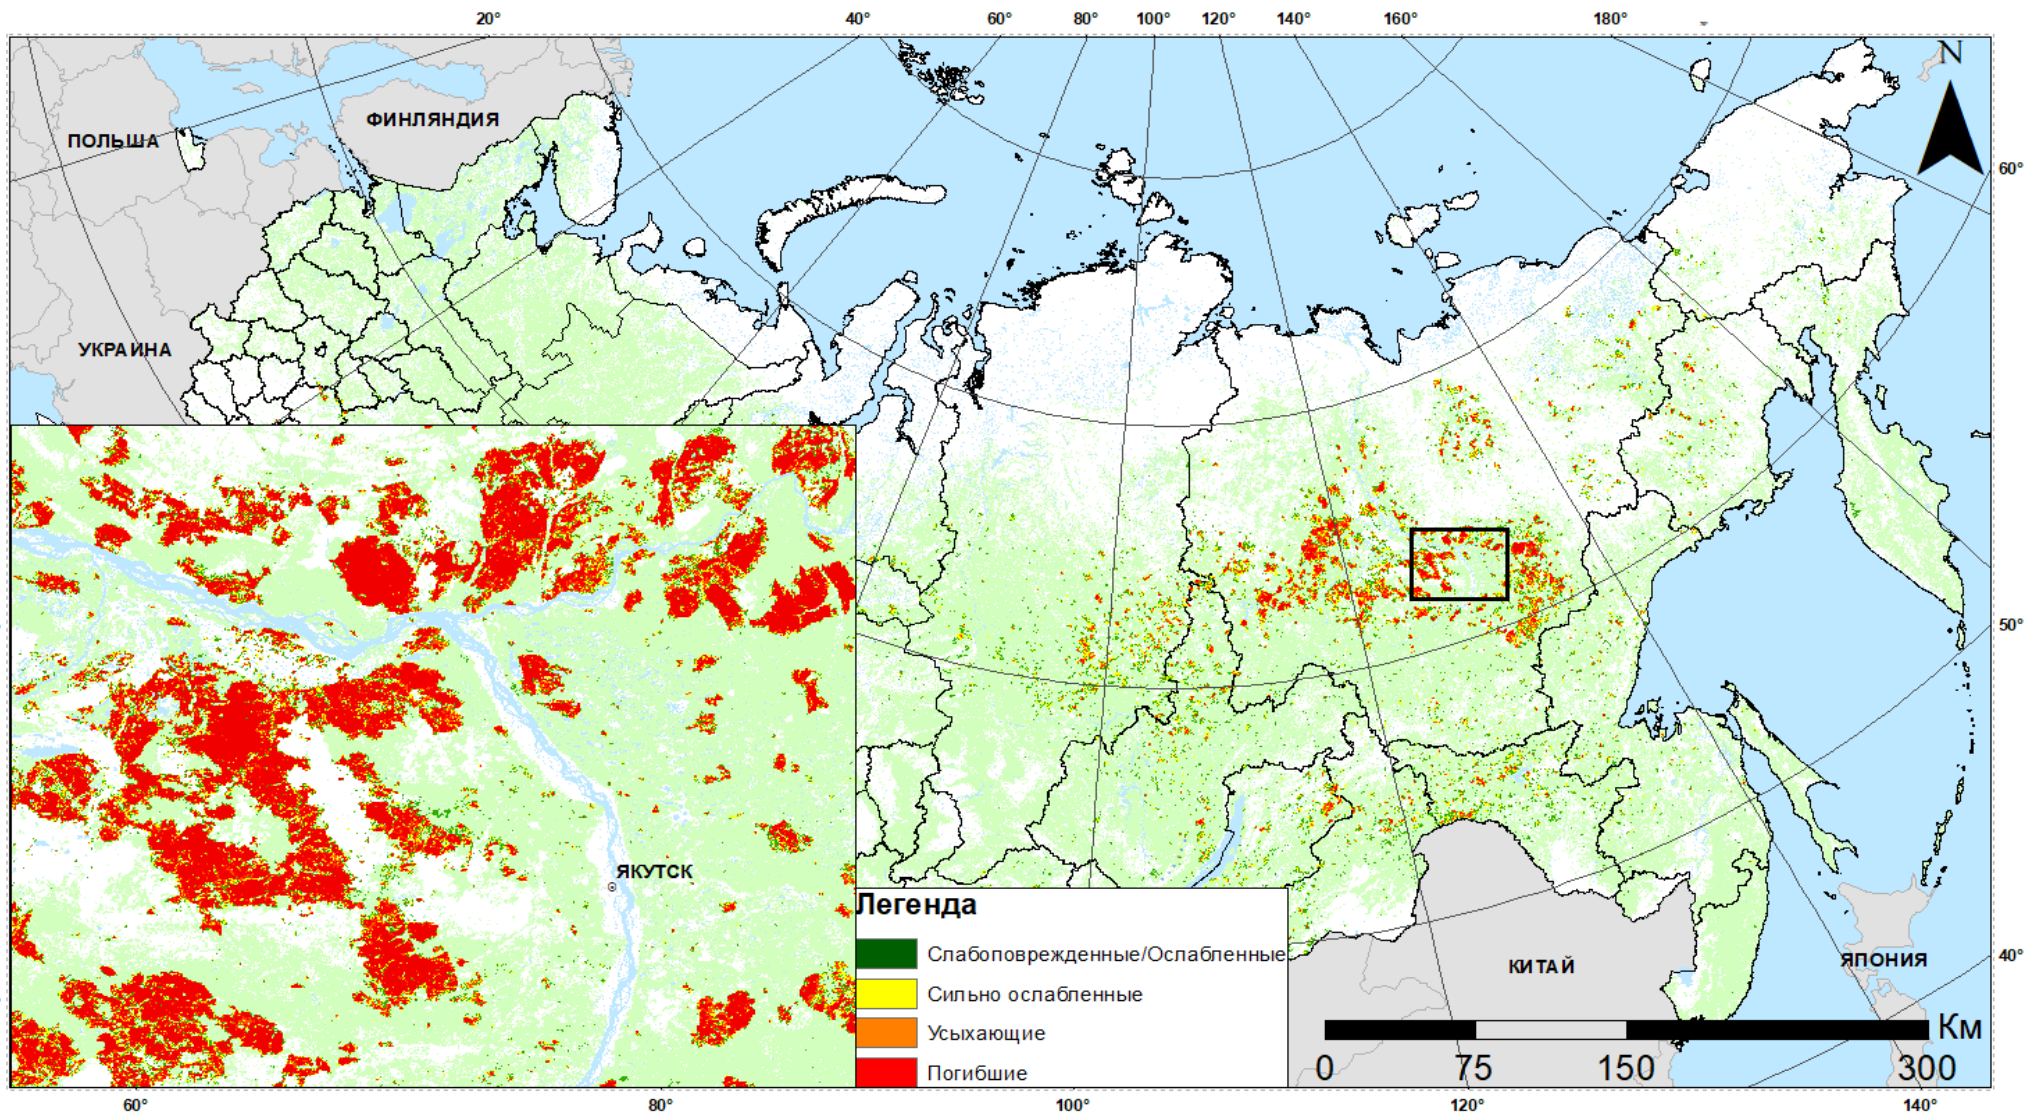 20° 40° 60° 80° 100° 120° 140° 160° 180°
N
ФИНЛЯНДИЯ
ПОЛЬША
60°
УКРАИНА
50°
ЯКУТСК
Легенда
Слабоповрежденные/Ослабленные
Сильно ослабленные
Усыхающие
Погибшие
КИТАЙ
ЯПОНИЯ
40°
Км
0 75 150 300
60° 80° 100° 120° 140°